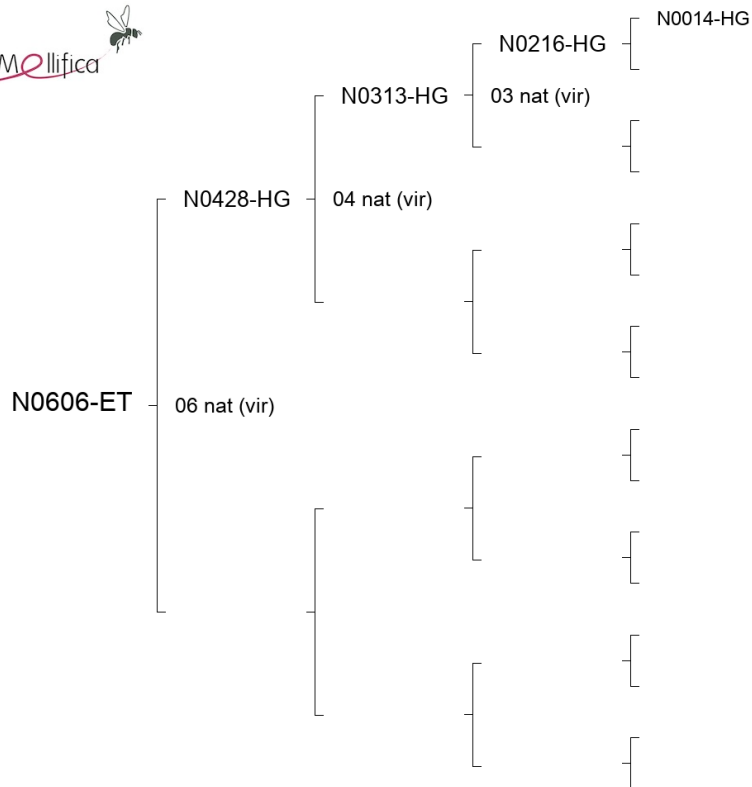 Mellifica
N0014-HG
N0216-HG
N0313-HG
03 nat (vir)
N0428-HG
04 nat (vir)
N0606-ET
06 nat (vir)